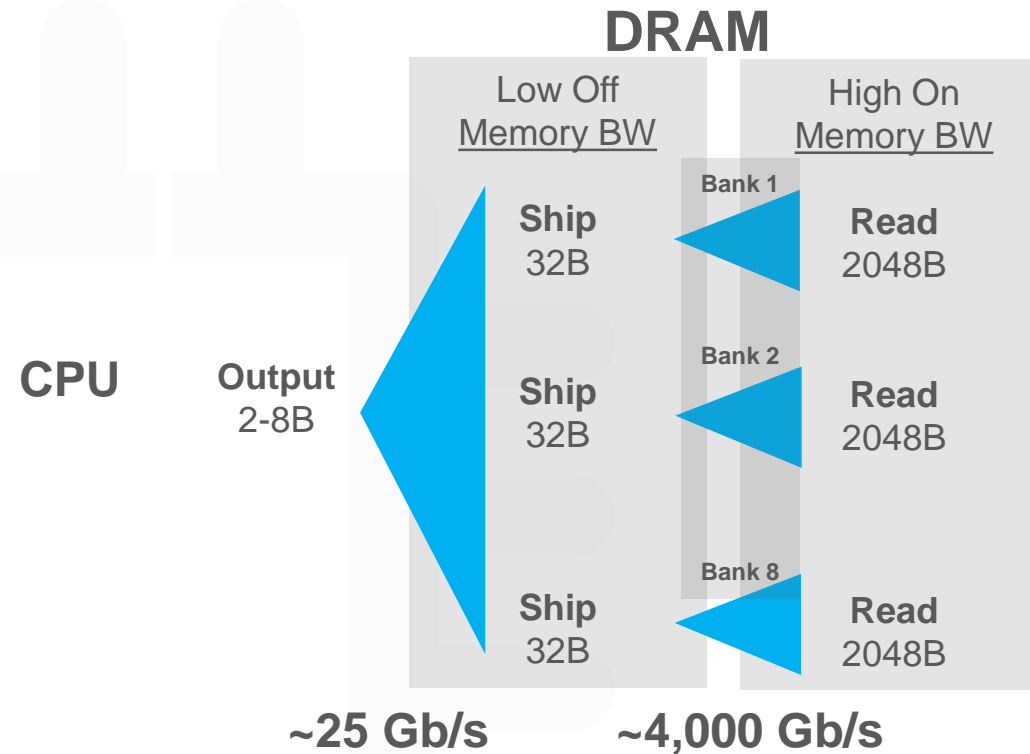 DRAM
Low Off
Memory BW
High On
Memory BW
Bank 1
Ship
32B
Read
2048B
Bank 2
CPU
Output
2-8B
Ship
32B
Read
2048B
Bank 8
Ship
32B
Read
2048B
~25 Gb/s
~4,000 Gb/s